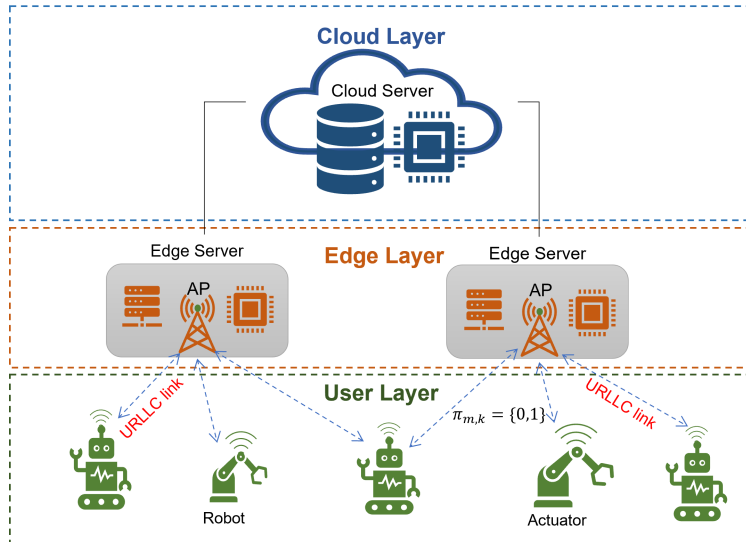 Cloud Layer
Cloud Server
Edge Server
Edge Layer
Edge Server
AP
AP
User Layer
URLLC link
π_{m,k} = {0,1}
URLLC link
Robot
Actuator